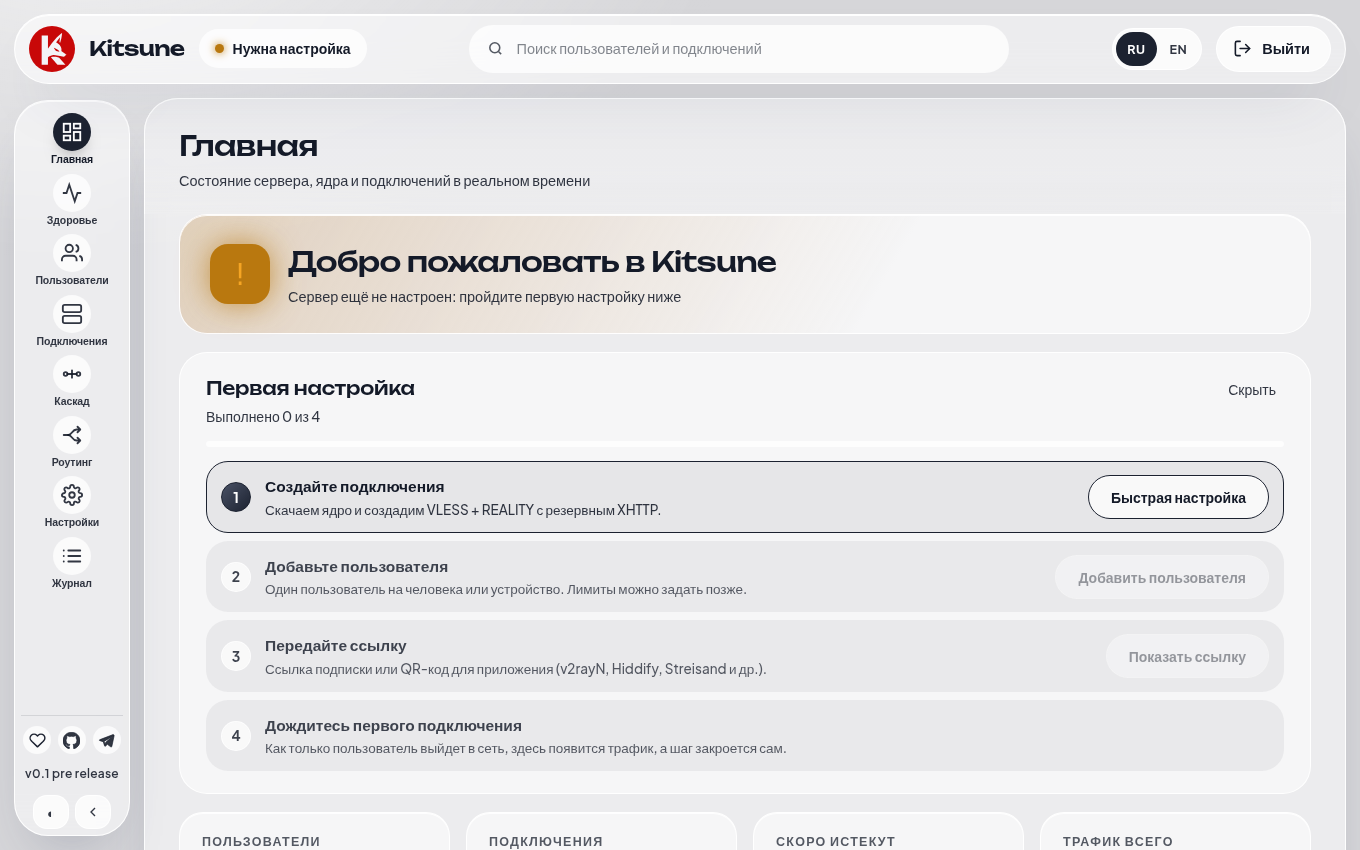 Kitsune
Нужна настройка
Поиск пользователей и подключений
RU
EN
Выйти
Главная
Здоровье
Пользователи
Подключения
Каскад
Роутинг
Настройки
Журнал
v0.1 pre release
Главная
Состояние сервера, ядра и подключений в реальном времени
!
Добро пожаловать в Kitsune
Сервер ещё не настроен: пройдите первую настройку ниже
Первая настройка
Скрыть
Выполнено 0 из 4
1
Создайте подключения
Скачаем ядро и создадим VLESS + REALITY с резервным XHTTP.
Быстрая настройка
2
Добавьте пользователя
Один пользователь на человека или устройство. Лимиты можно задать позже.
Добавить пользователя
3
Передайте ссылку
Ссылка подписки или QR-код для приложения (v2rayN, Hiddify, Streisand и др.).
Показать ссылку
4
Дождитесь первого подключения
Как только пользователь выйдет в сеть, здесь появится трафик, а шаг закроется сам.
ПОЛЬЗОВАТЕЛИ
ПОДКЛЮЧЕНИЯ
СКОРО ИСТЕКУТ
ТРАФИК ВСЕГО